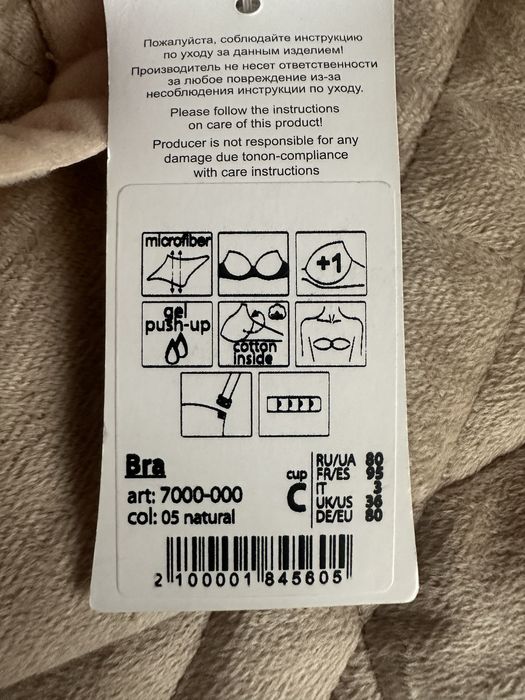 Пожалуйста, соблюдайте инструкцию
по уходу за данным изделием!
Производитель не несет ответственности
за любое повреждение из-за
несоблюдения инструкции по уходу.
Please follow the instructions
on care of this product!
Producer is not responsible for any
damage due tonon-compliance
with care instructions
microfiber
+1
gel
push-up
cotton
inside
Bra
art: 7000-000
col: 05 natural
cup
C
RU/UA 80
FR/ES 95
IT 3
UK/US 36
DE/EU 80
2 100001 845605